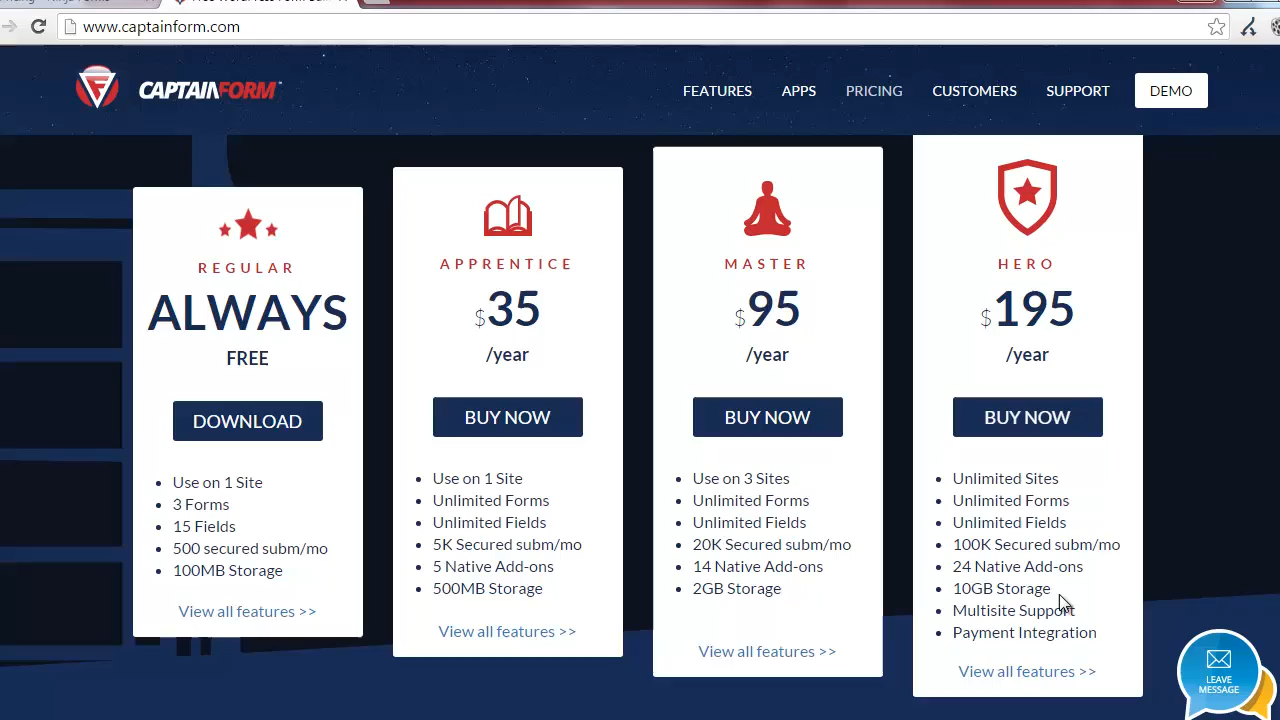 www.captainform.com
CAPTAINFORM
FEATURES
APPS
PRICING
CUSTOMERS
SUPPORT
DEMO
REGULAR
ALWAYS
FREE
DOWNLOAD
Use on 1 Site
3 Forms
15 Fields
500 secured subm/mo
100MB Storage
View all features >>
APPRENTICE
$35
/year
BUY NOW
Use on 1 Site
Unlimited Forms
Unlimited Fields
5K Secured subm/mo
5 Native Add-ons
500MB Storage
View all features >>
MASTER
$95
/year
BUY NOW
Use on 3 Sites
Unlimited Forms
Unlimited Fields
20K Secured subm/mo
14 Native Add-ons
2GB Storage
View all features >>
HERO
$195
/year
BUY NOW
Unlimited Sites
Unlimited Forms
Unlimited Fields
100K Secured subm/mo
24 Native Add-ons
10GB Storage
Multisite Support
Payment Integration
View all features >>
LEAVE
MESSAGE